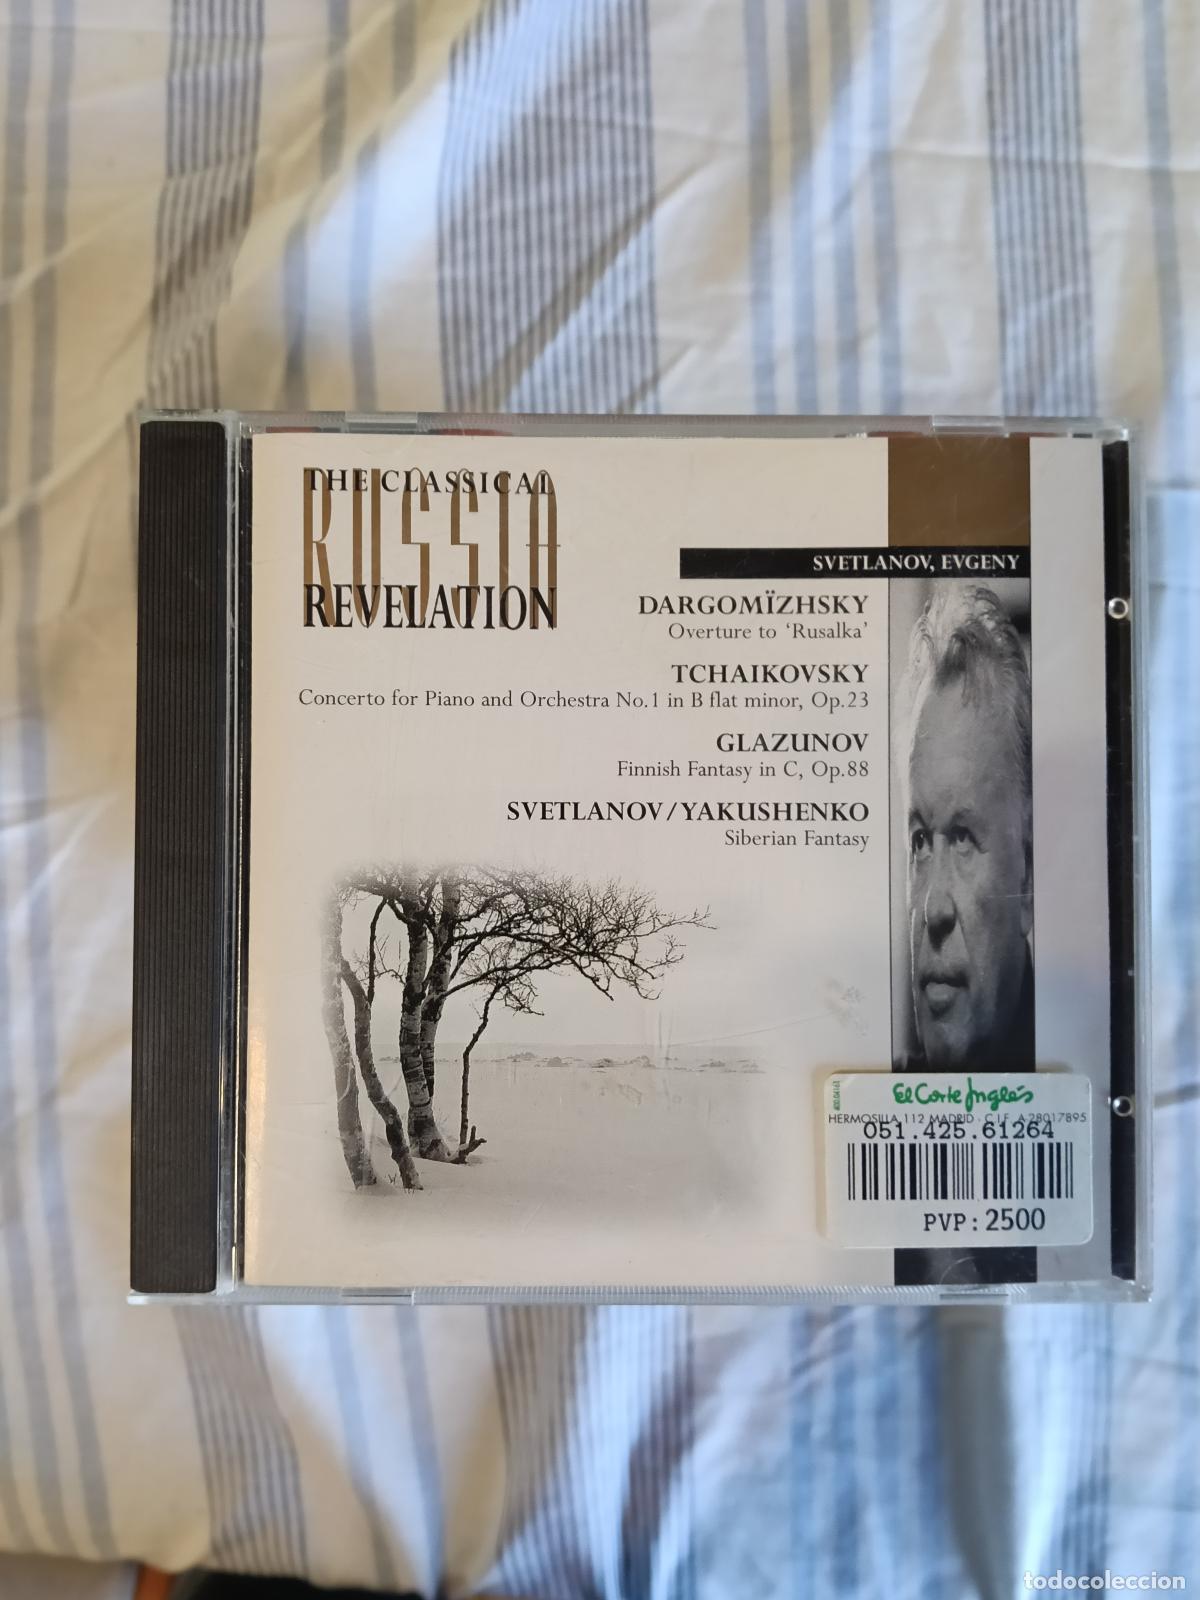 THE CLASSICAL
RUSSIA
REVELATION
SVETLANOV, EVGENY
DARGOMÏZHSKY
Overture to ‘Rusalka’
TCHAIKOVSKY
Concerto for Piano and Orchestra No.1 in B flat minor, Op.23
GLAZUNOV
Finnish Fantasy in C, Op.88
SVETLANOV/YAKUSHENKO
Siberian Fantasy
El Corte Inglés
HERMOSILLA, 112 MADRID - C.I.F. A-28017895
051.425.61264
PVP: 2500
todocoleccion